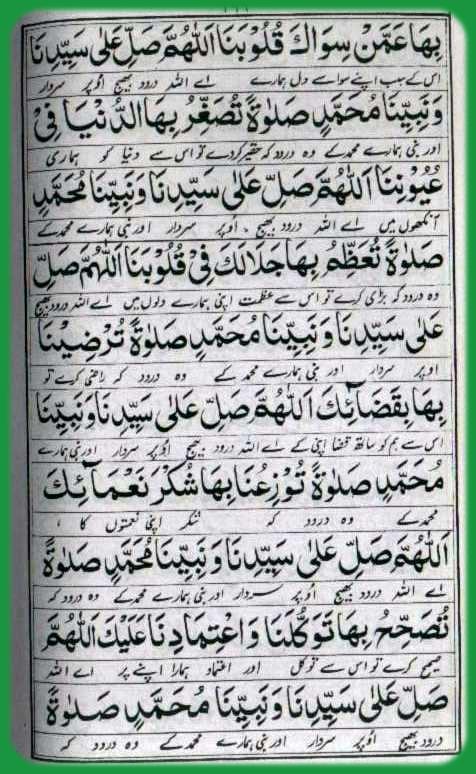 بِهَا عَمَّنْ سِوَاكَ قُلُوْبَنَا اَللّٰهُمَّ صَلِّ عَلٰى سَيِّدِنَا
اس کے سبب اپنے سوا سے دل ہمارے اے اللہ درود بھیج اوپر سردار
وَنَبِيِّنَا مُحَمَّدٍ صَلٰوةً تُصَغِّرُ بِهَا الدُّنْيَا فِيْ
اور نبی ہمارے محمد کے وہ درود کہ حقیر کر دے تو اس سے دنیا کو ہماری
عُيُوْنِنَا اَللّٰهُمَّ صَلِّ عَلٰى سَيِّدِنَا وَنَبِيِّنَا مُحَمَّدٍ
آنکھوں میں اے اللہ درود بھیج اوپر سردار اور نبی ہمارے محمد کے
صَلٰوةً تُعَظِّمُ بِهَا جَلَالَكَ فِيْ قُلُوْبِنَا اَللّٰهُمَّ صَلِّ
وہ درود کہ بڑی کرے تو اس سے عظمت اپنی ہمارے دلوں میں اے اللہ درود بھیج
عَلٰى سَيِّدِنَا وَنَبِيِّنَا مُحَمَّدٍ صَلٰوةً تُرْضِيْنَا
اوپر سردار اور نبی ہمارے محمد کے وہ درود کہ راضی کرے تو
بِهَا بِقَضَآئِكَ اَللّٰهُمَّ صَلِّ عَلٰى سَيِّدِنَا وَنَبِيِّنَا
اس سے ہم کو ساتھ قضا اپنی کے اے اللہ درود بھیج اوپر سردار اور نبی ہمارے
مُحَمَّدٍ صَلٰوةً تُوْزِعُنَا بِهَا شُكْرَ نَعْمَآئِكَ
محمد کے وہ درود کہ شکر اپنی نعمتوں کا
اَللّٰهُمَّ صَلِّ عَلٰى سَيِّدِنَا وَنَبِيِّنَا مُحَمَّدٍ صَلٰوةً
اے اللہ درود بھیج اوپر سردار اور نبی ہمارے محمد کے وہ درود کہ
تُصَحِّحُ بِهَا تَوَكُّلَنَا وَاعْتِمَادَنَا عَلَيْكَ اَللّٰهُمَّ
صحیح کرے تو اس سے توکل اور اعتماد ہمارا اپنے پر اے اللہ
صَلِّ عَلٰى سَيِّدِنَا وَنَبِيِّنَا مُحَمَّدٍ صَلٰوةً
درود بھیج اوپر سردار اور نبی ہمارے محمد کے وہ درود کہ